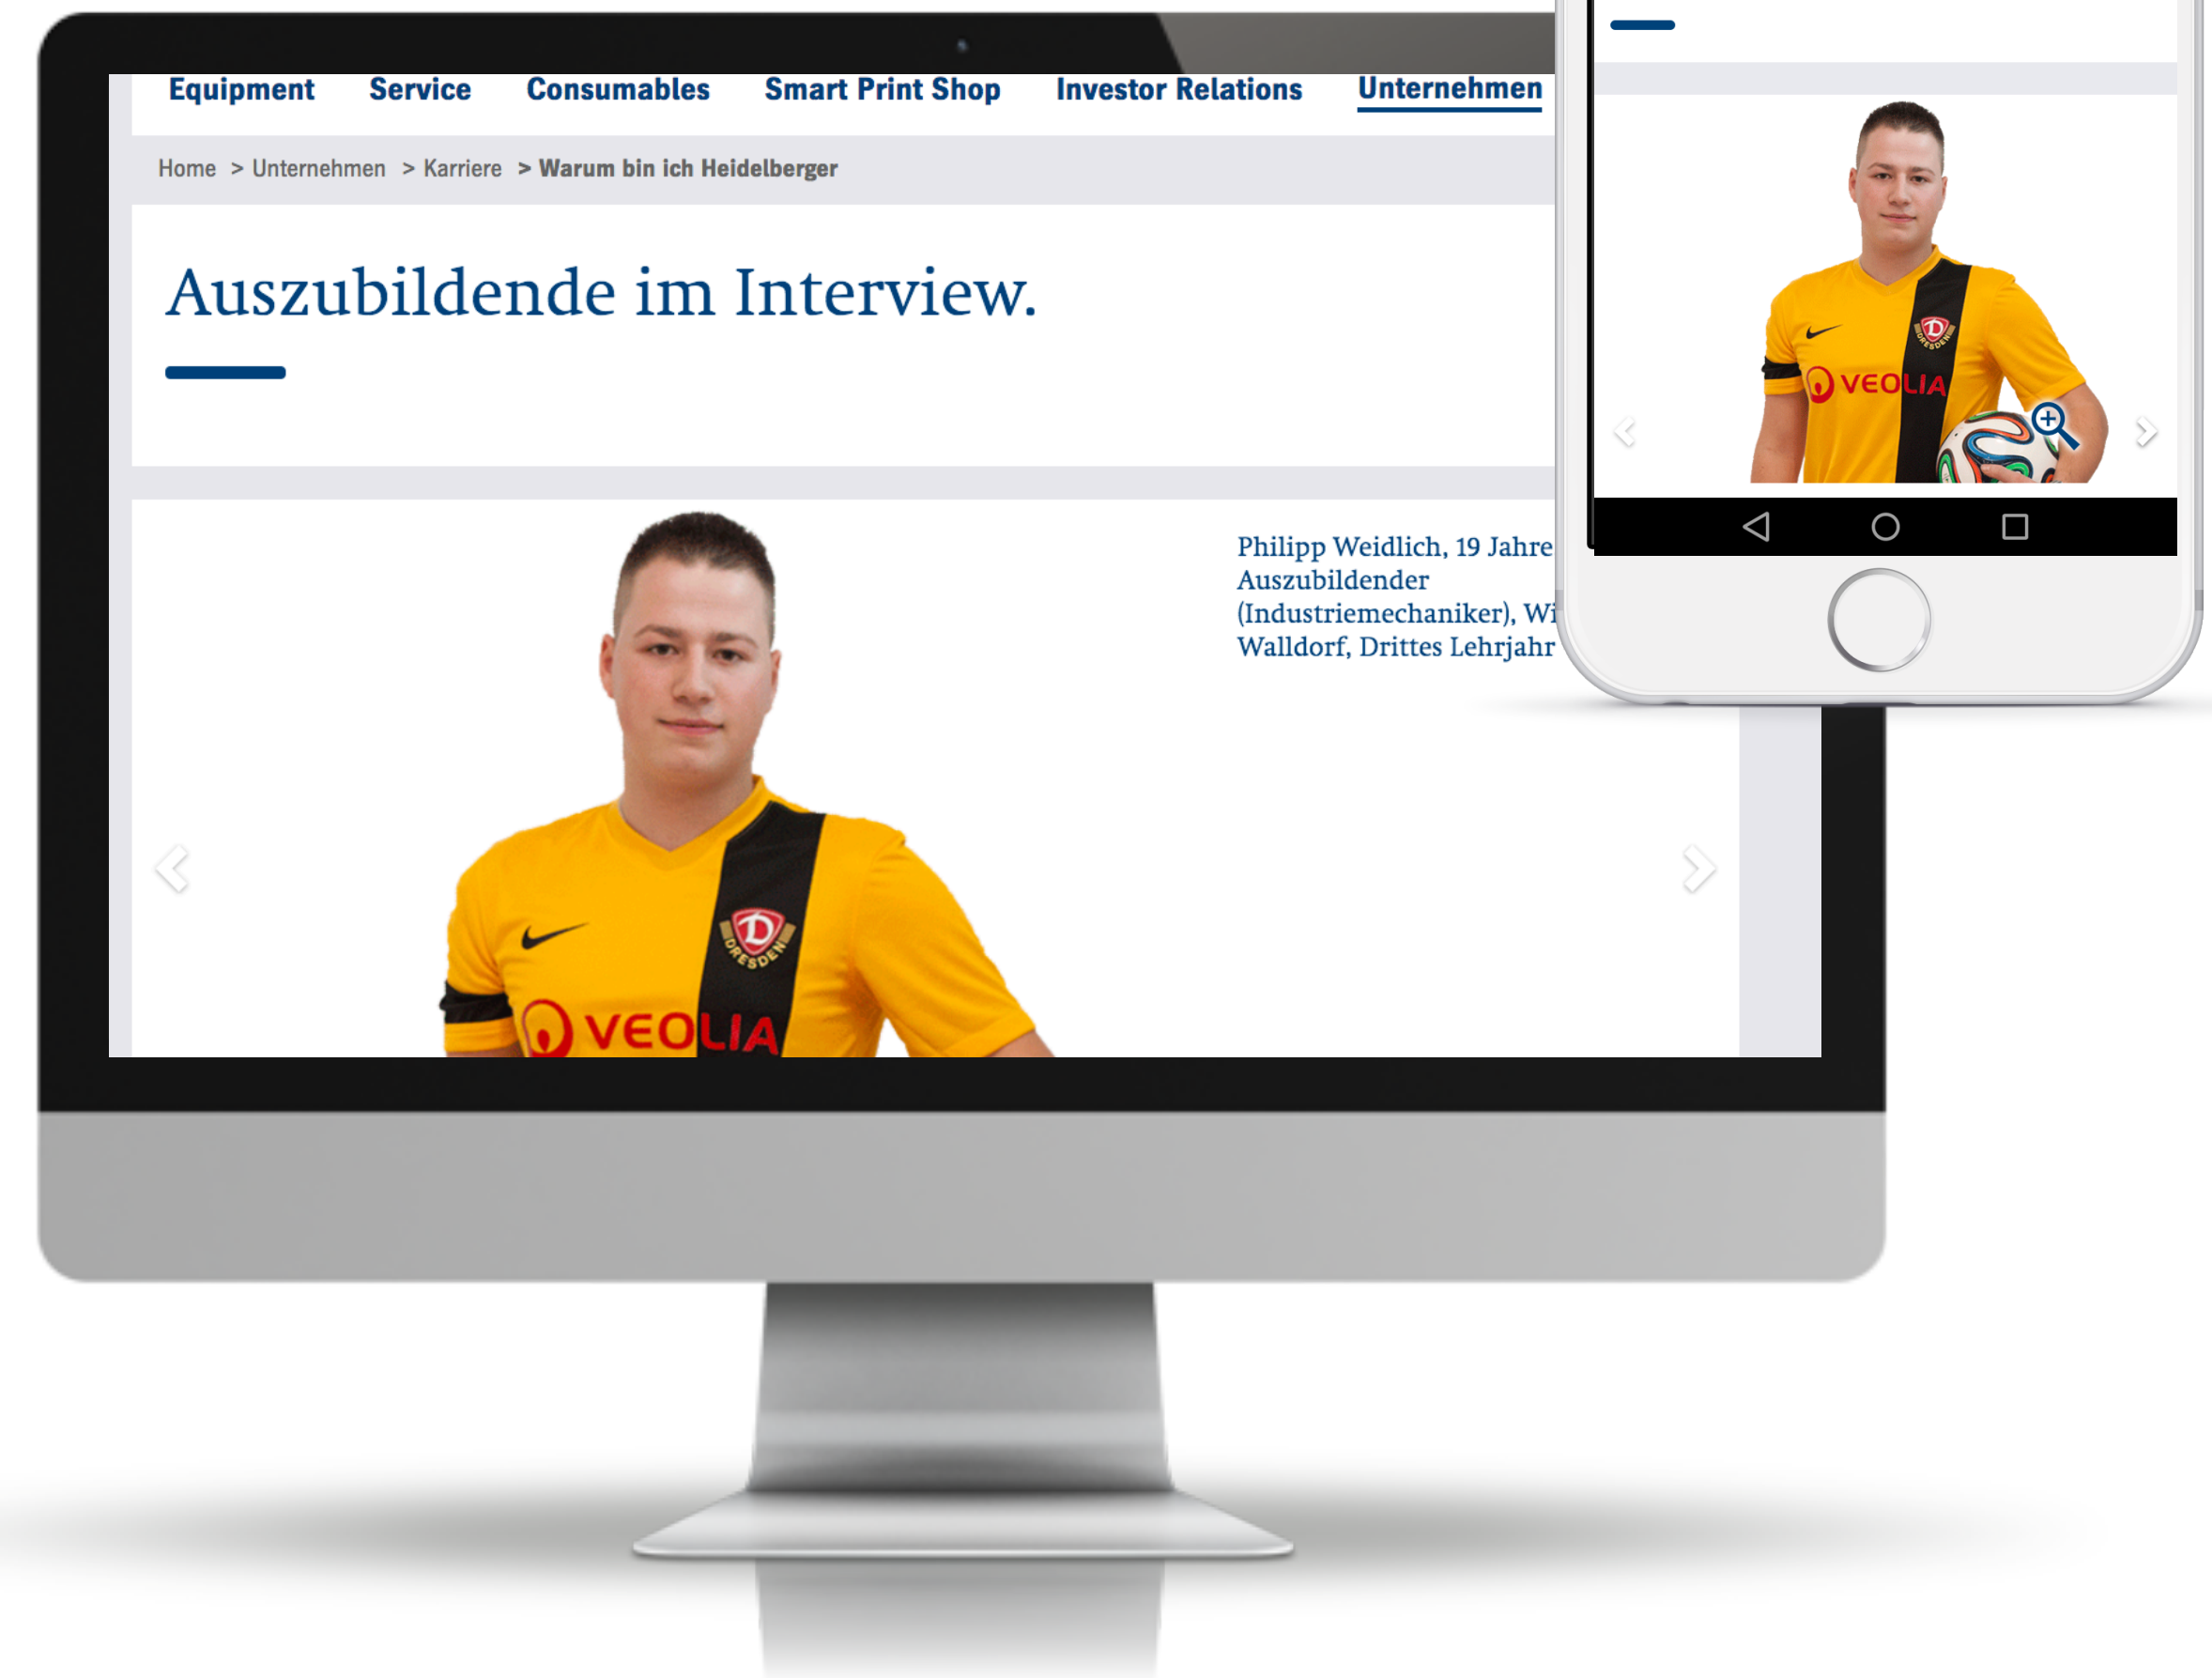 Equipment Service Consumables Smart Print Shop Investor Relations Unternehmen
Home > Unternehmen > Karriere > Warum bin ich Heidelberger
Auszubildende im Interview.
Philipp Weidlich, 19 Jahre
Auszubildender
(Industriemechaniker),
Walldorf, Drittes Lehrjahr
D
DRESDEN
VEOLIA
D
DRESDEN
VEOLIA